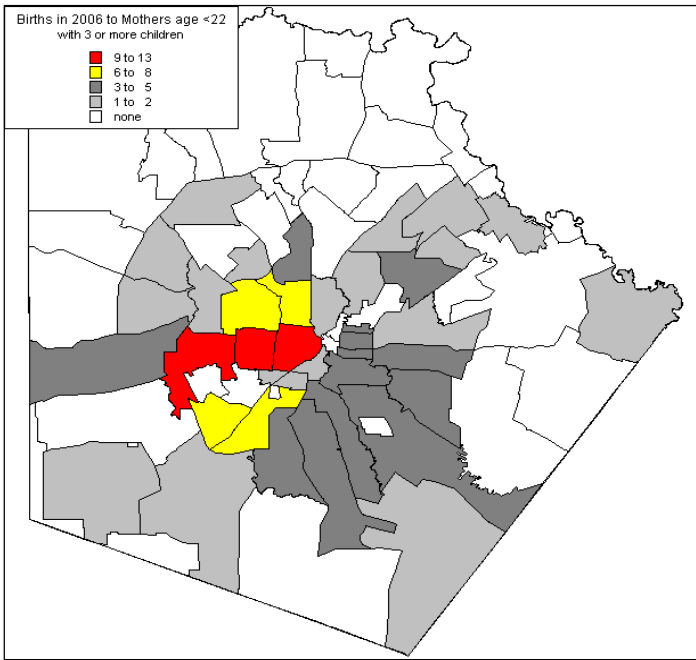 Births in 2006 to Mothers age <22
with 3 or more children
9 to 13
6 to 8
3 to 5
1 to 2
none